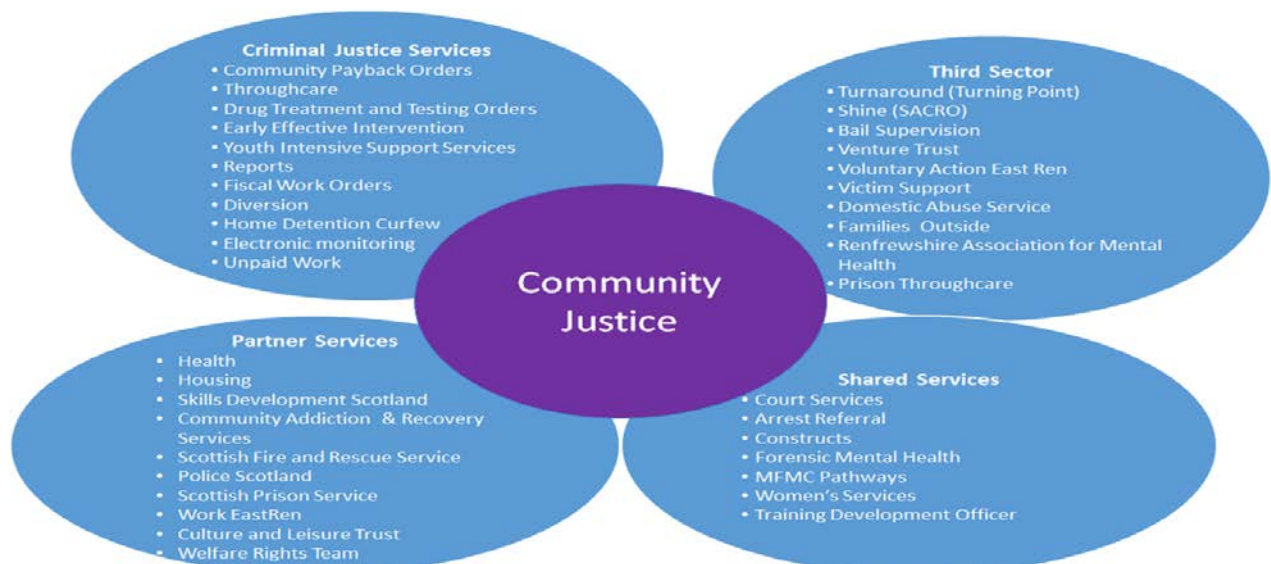 Criminal Justice Services
• Community Payback Orders
• Throughcare
• Drug Treatment and Testing Orders
• Early Effective Intervention
• Youth Intensive Support Services
• Reports
• Fiscal Work Orders
• Diversion
• Home Detention Curfew
• Electronic monitoring
• Unpaid Work
Third Sector
• Turnaround (Turning Point)
• Shine (SACRO)
• Bail Supervision
• Venture Trust
• Voluntary Action East Ren
• Victim Support
• Domestic Abuse Service
• Families Outside
• Renfrewshire Association for Mental
Health
• Prison Throughcare
Community
Justice
Partner Services
• Health
• Housing
• Skills Development Scotland
• Community Addiction & Recovery
Services
• Scottish Fire and Rescue Service
• Police Scotland
• Scottish Prison Service
• Work EastRen
• Culture and Leisure Trust
• Welfare Rights Team
Shared Services
• Court Services
• Arrest Referral
• Constructs
• Forensic Mental Health
• MFMC Pathways
• Women's Services
• Training Development Officer